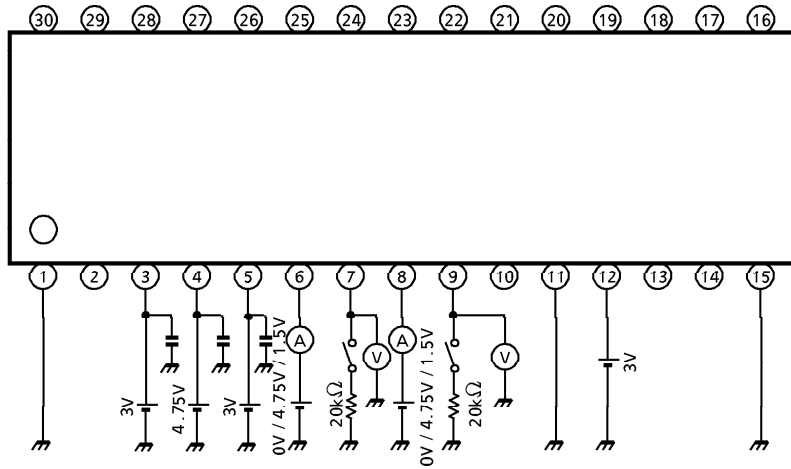 30 29 28 27 26 25 24 23 22 21 20 19 18 17 16
1 2 3 4 5 6 7 8 9 10 11 12 13 14 15
A V A V
3V
4.75V
3V
0V / 4.75V / 1.5V
20kΩ
0V / 4.75V / 1.5V
20kΩ
3V